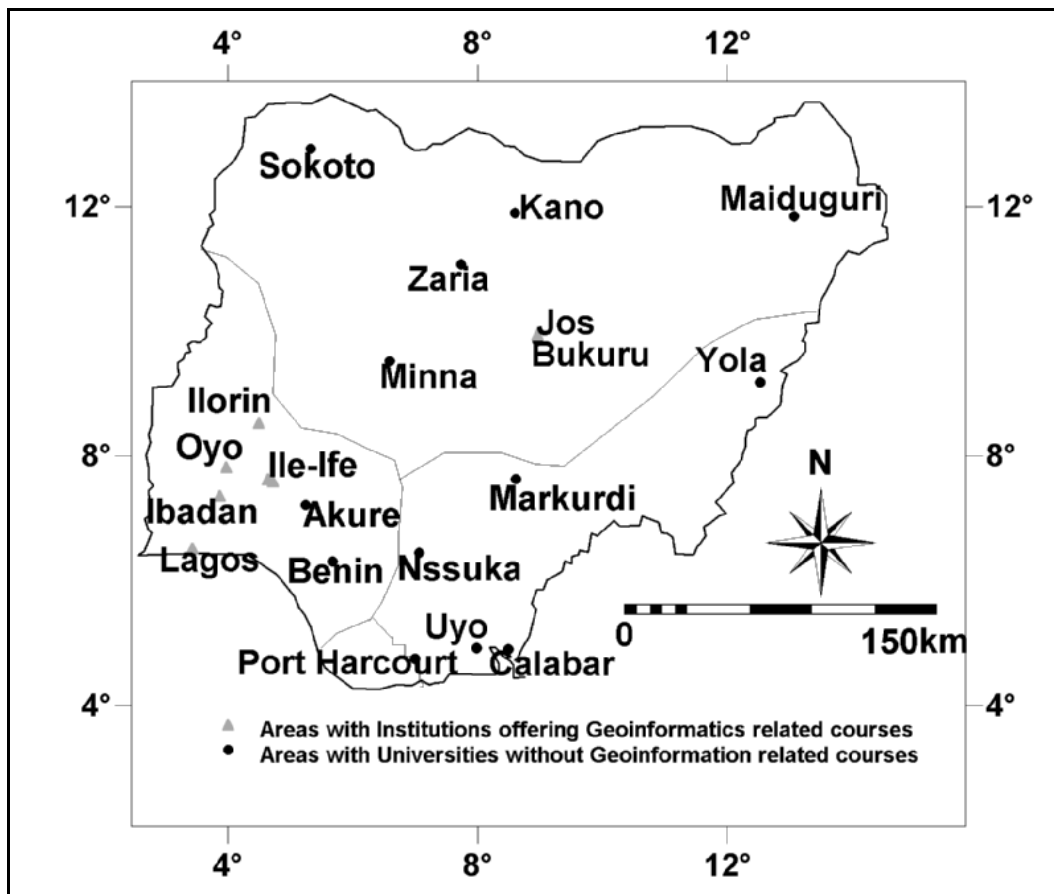 4° 8° 12°
Sokoto
Kano
Maiduguri
12° 12°
Zaria
Jos
Bukuru
Yola
Minna
Ilorin
Oyo
8° 8°
Ile-Ife
N
Markurdi
Ibadan
Akure
Lagos
Benin
Nssuka
Uyo
0 150km
Port Harcourt
Calabar
4° 4°
Areas with Institutions offering Geoinformatics related courses
Areas with Universities without Geoinformation related courses
4° 8° 12°